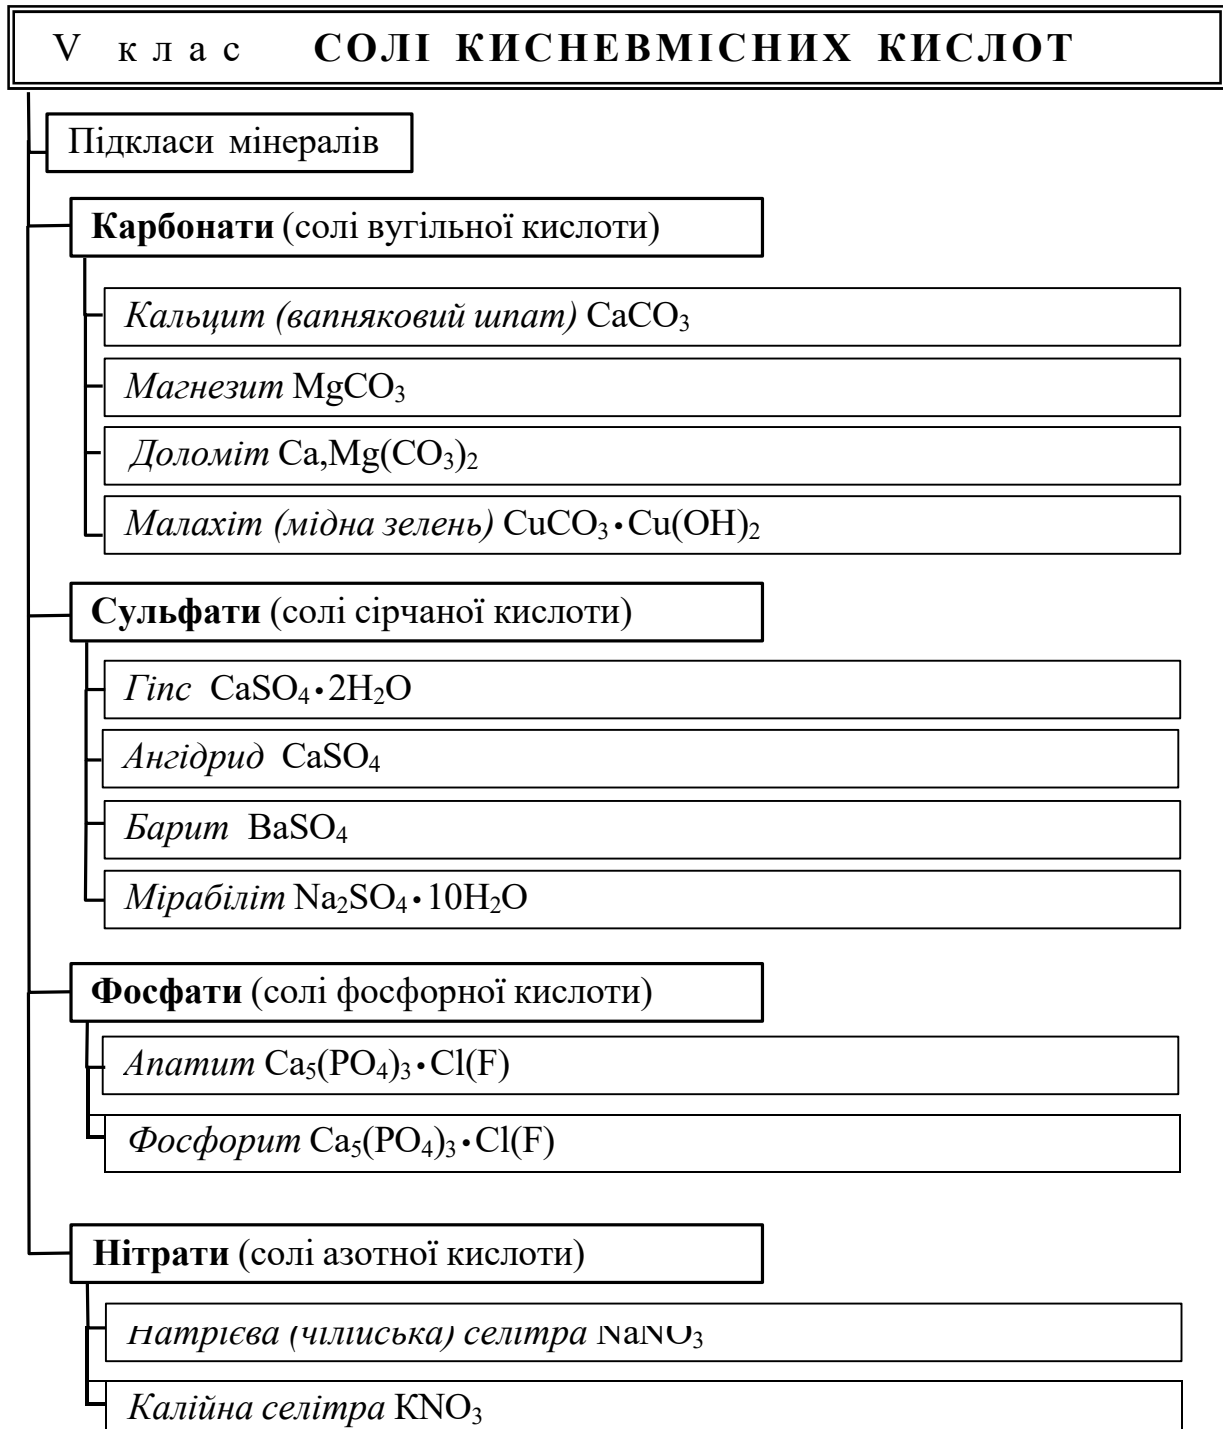 V клас СОЛІ КИСНЕВМІСНИХ КИСЛОТ
Підкласи мінералів
Карбонати (солі вугільної кислоти)
Кальцит (вапняковий шпат) CaCO₃
Магнезит MgCO₃
Доломіт Ca,Mg(CO₃)₂
Малахіт (мідна зелень) CuCO₃•Cu(OH)₂
Сульфати (солі сірчаної кислоти)
Гіпс CaSO₄•2H₂O
Ангідрид CaSO₄
Барит BaSO₄
Мірабіліт Na₂SO₄•10H₂O
Фосфати (солі фосфорної кислоти)
Апатит Ca₅(PO₄)₃•Cl(F)
Фосфорит Ca₅(PO₄)₃•Cl(F)
Нітрати (солі азотної кислоти)
Натрієва (чілійська) селітра NaNO₃
Калійна селітра KNO₃